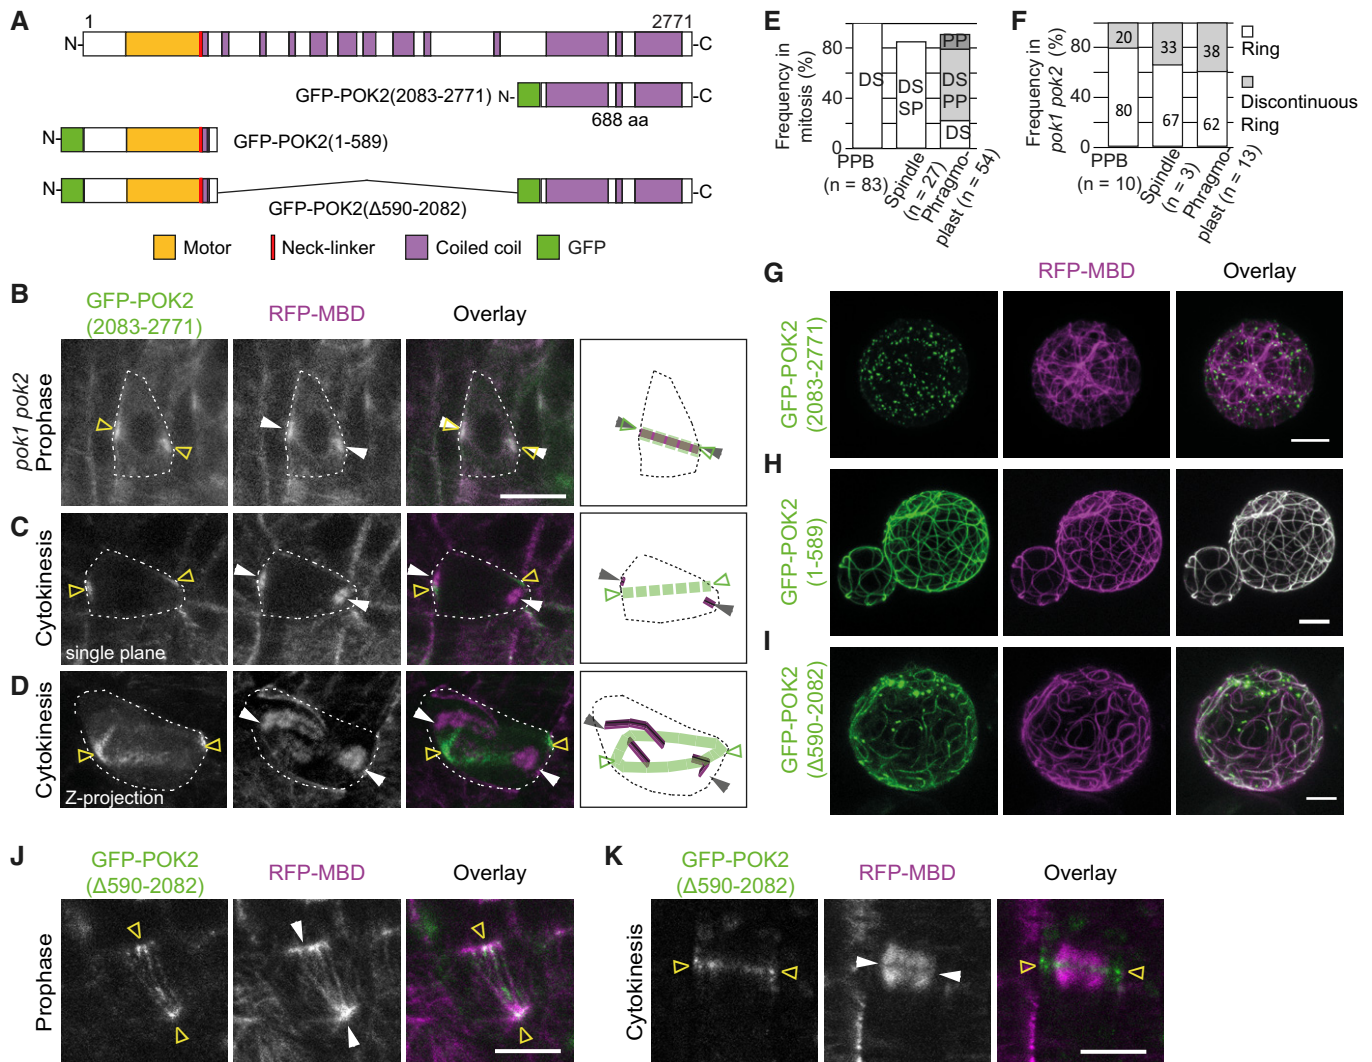 A
1
2771
N-
-C
GFP-POK2(2083-2771) N-
-C
688 aa
N-
GFP-POK2(1-589)
N-
-C
GFP-POK2(Δ590-2082)
Motor
Neck-linker
Coiled coil
GFP
E
Frequency in
mitosis (%)
80
40
0
DS
DS
SP
PP
DS
PP
DS
PPB
(n = 83)
Spindle
(n = 27)
Phragmo-
plast (n = 54)
F
Frequency in
pok1 pok2 (%)
80
40
0
20
80
33
67
38
62
PPB
(n = 10)
Spindle
(n = 3)
Phragmo-
plast (n = 13)
Ring
Discontinuous
Ring
B
GFP-POK2
(2083-2771)
RFP-MBD
Overlay
pok1 pok2
Prophase
C
Cytokinesis
single plane
D
Cytokinesis
Z-projection
G
RFP-MBD
Overlay
GFP-POK2
(2083-2771)
H
GFP-POK2
(1-589)
I
GFP-POK2
(Δ590-2082)
J
GFP-POK2
(Δ590-2082)
RFP-MBD
Overlay
Prophase
K
GFP-POK2
(Δ590-2082)
RFP-MBD
Overlay
Cytokinesis